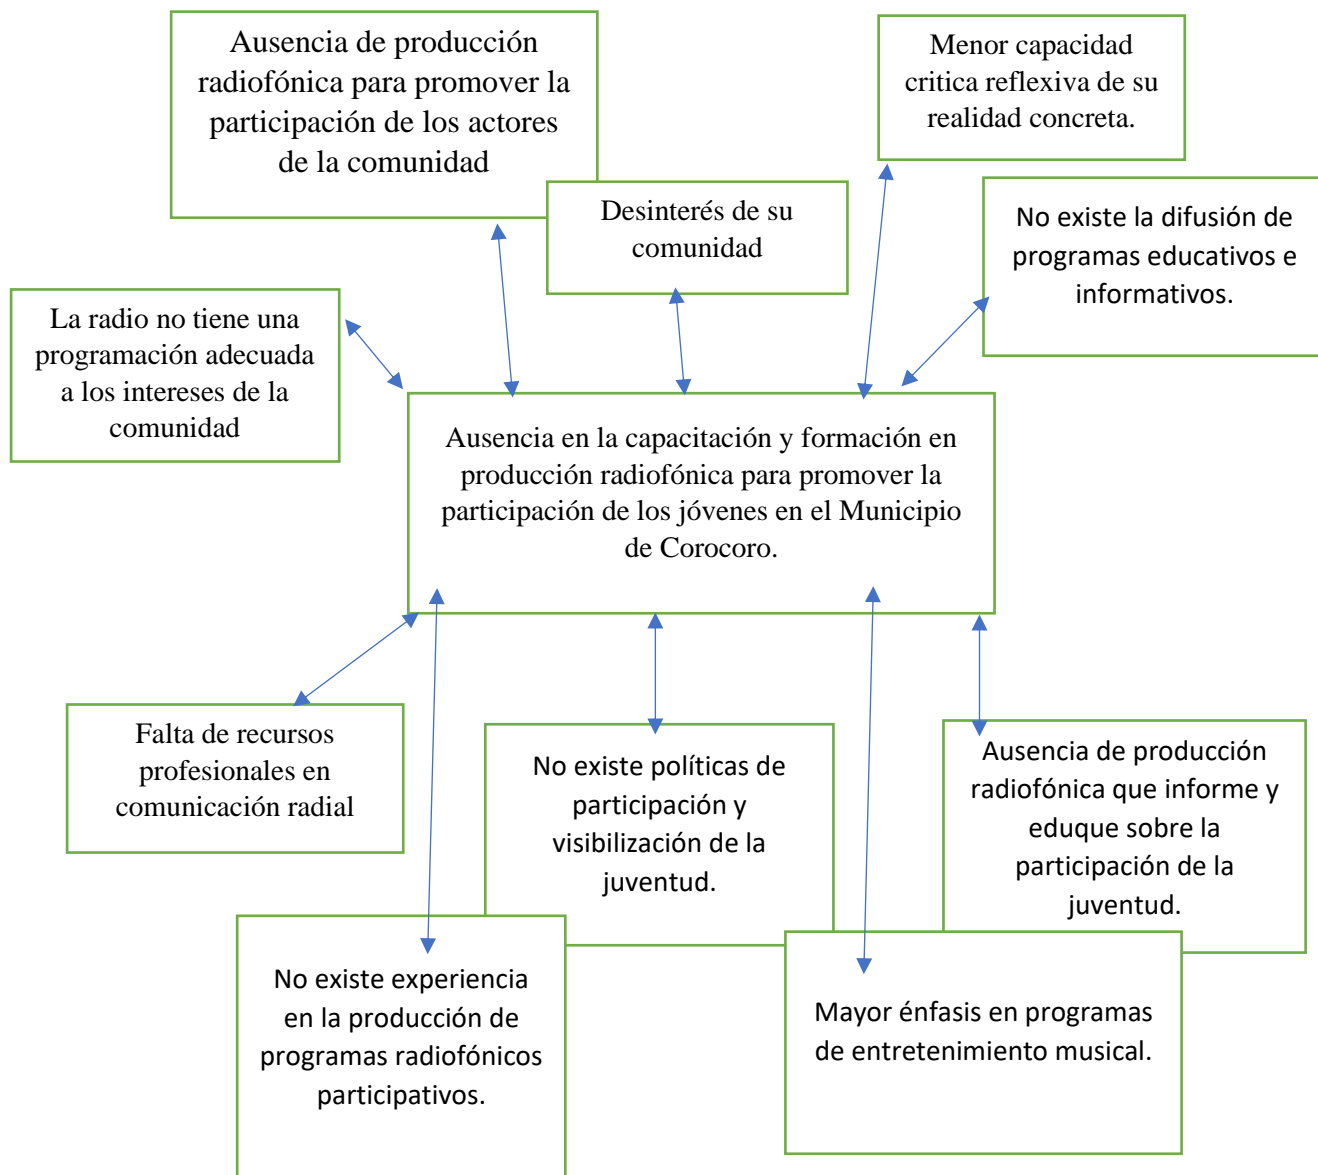 Ausencia de producción
radiofónica para promover la
participación de los actores
de la comunidad
Menor capacidad
critica reflexiva de su
realidad concreta.
Desinterés de su
comunidad
No existe la difusión de
programas educativos e
informativos.
La radio no tiene una
programación adecuada
a los intereses de la
comunidad
Ausencia en la capacitación y formación en
producción radiofónica para promover la
participación de los jóvenes en el Municipio
de Corocoro.
Falta de recursos
profesionales en
comunicación radial
No existe políticas de
participación y
visibilización de la
juventud.
Ausencia de producción
radiofónica que informe y
eduque sobre la
participación de la
juventud.
No existe experiencia
en la producción de
programas radiofónicos
participativos.
Mayor énfasis en programas
de entretenimiento musical.